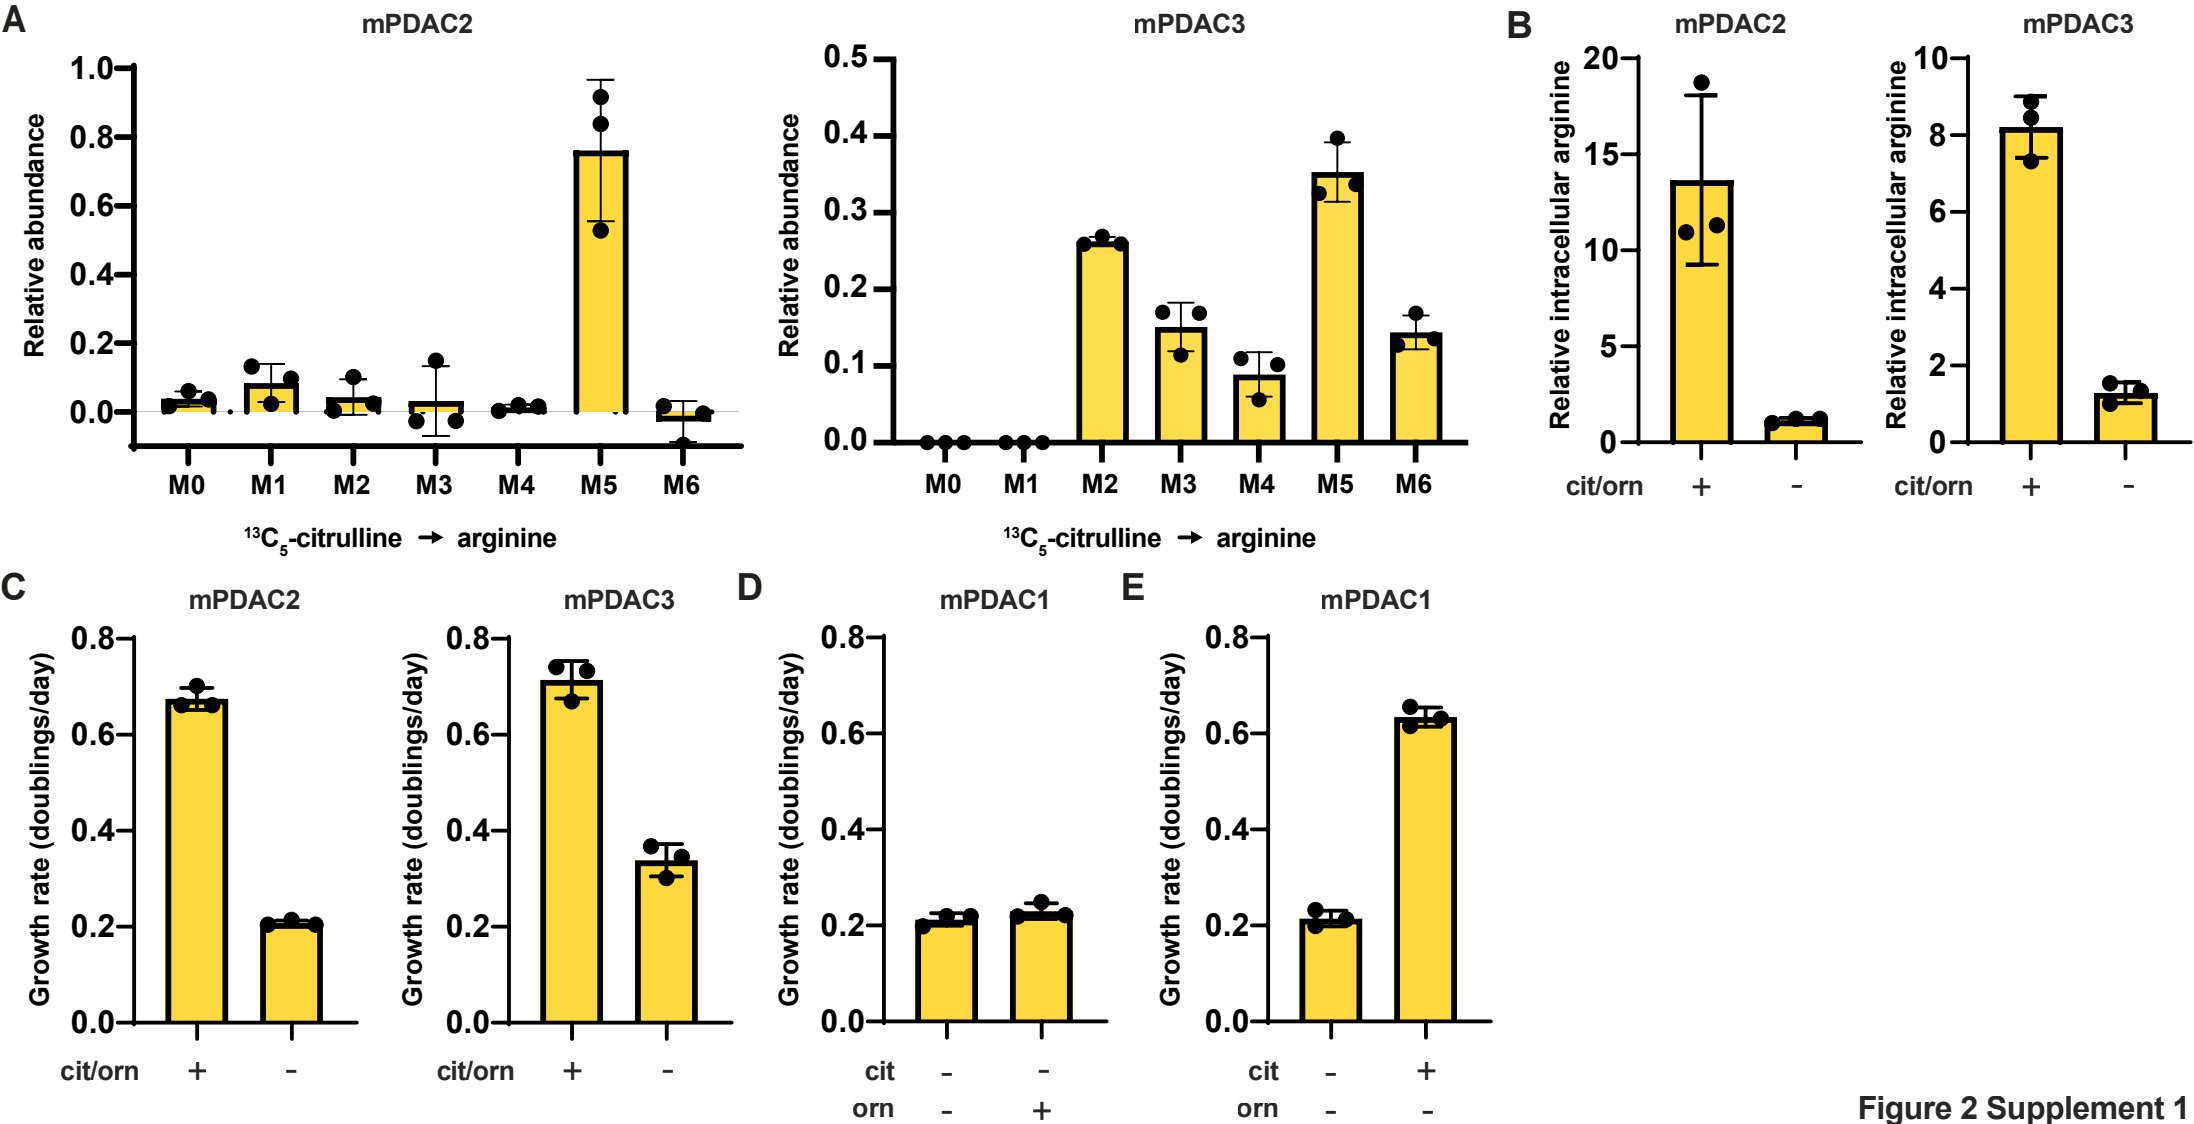 A
mPDAC2
Relative abundance
1.0
0.8
0.6
0.4
0.2
0.0
M0 M1 M2 M3 M4 M5 M6
¹³C₅-citrulline → arginine
mPDAC3
Relative abundance
0.5
0.4
0.3
0.2
0.1
0.0
M0 M1 M2 M3 M4 M5 M6
¹³C₅-citrulline → arginine
B
mPDAC2
Relative intracellular arginine
20
15
10
5
0
cit/orn + -
mPDAC3
Relative intracellular arginine
10
8
6
4
2
0
cit/orn + -
C
mPDAC2
Growth rate (doublings/day)
0.8
0.6
0.4
0.2
0.0
cit/orn + -
mPDAC3
Growth rate (doublings/day)
0.8
0.6
0.4
0.2
0.0
cit/orn + -
D
mPDAC1
Growth rate (doublings/day)
0.8
0.6
0.4
0.2
0.0
cit - -
orn - +
E
mPDAC1
Growth rate (doublings/day)
0.8
0.6
0.4
0.2
0.0
cit - +
orn - -
Figure 2 Supplement 1